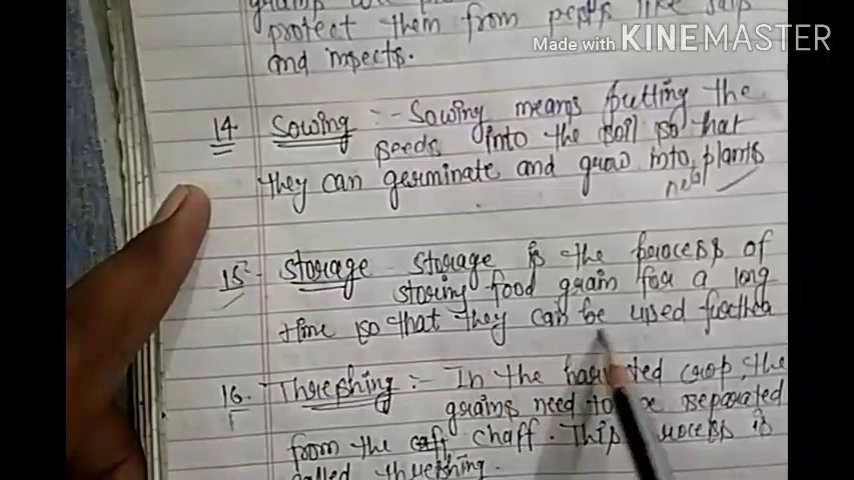 protect them from pests like
and insects.
Made with KINEMASTER
14. Sowing :- Sowing means putting the
seeds into the soil so that
they can germinate and grow into plants
new
15. Storage Storage is the process of
storing food grain for a long
time so that they can be used further
16. Threshing :- In the harvested crop, the
grains need to be separated
from the chaff. This process is
called threshing.